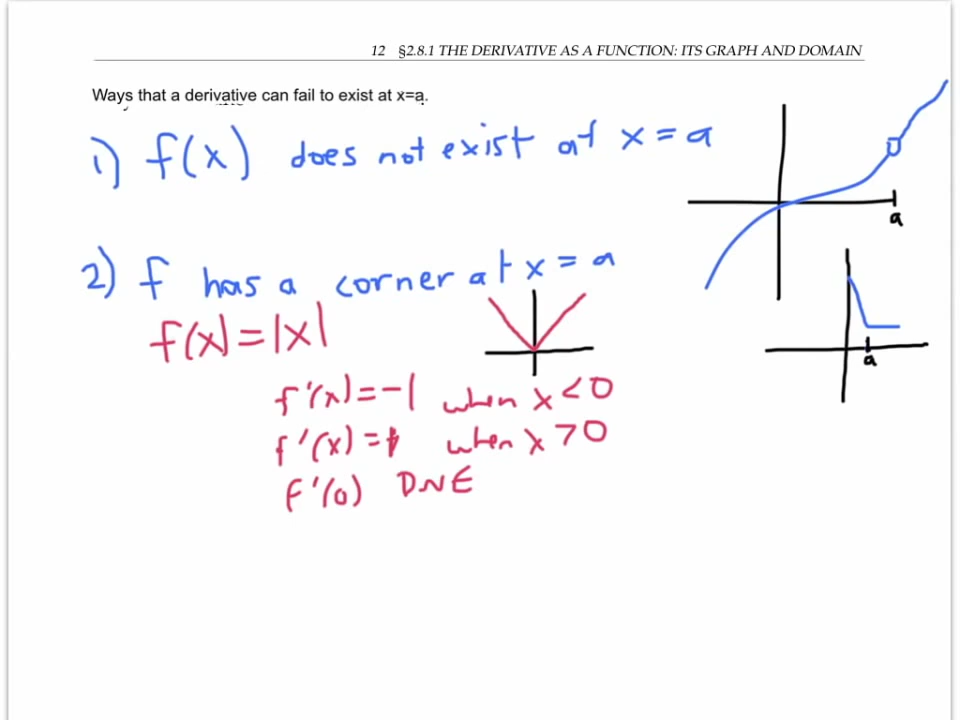 12 §2.8.1 THE DERIVATIVE AS A FUNCTION: ITS GRAPH AND DOMAIN
Ways that a derivative can fail to exist at x=a.
1) f(x) does not exist at x = a
a
2) f has a corner at x = a
f(x) = |x|
a
f'(x) = -1 when x < 0
f'(x) = 1 when x > 0
f'(0) DNE